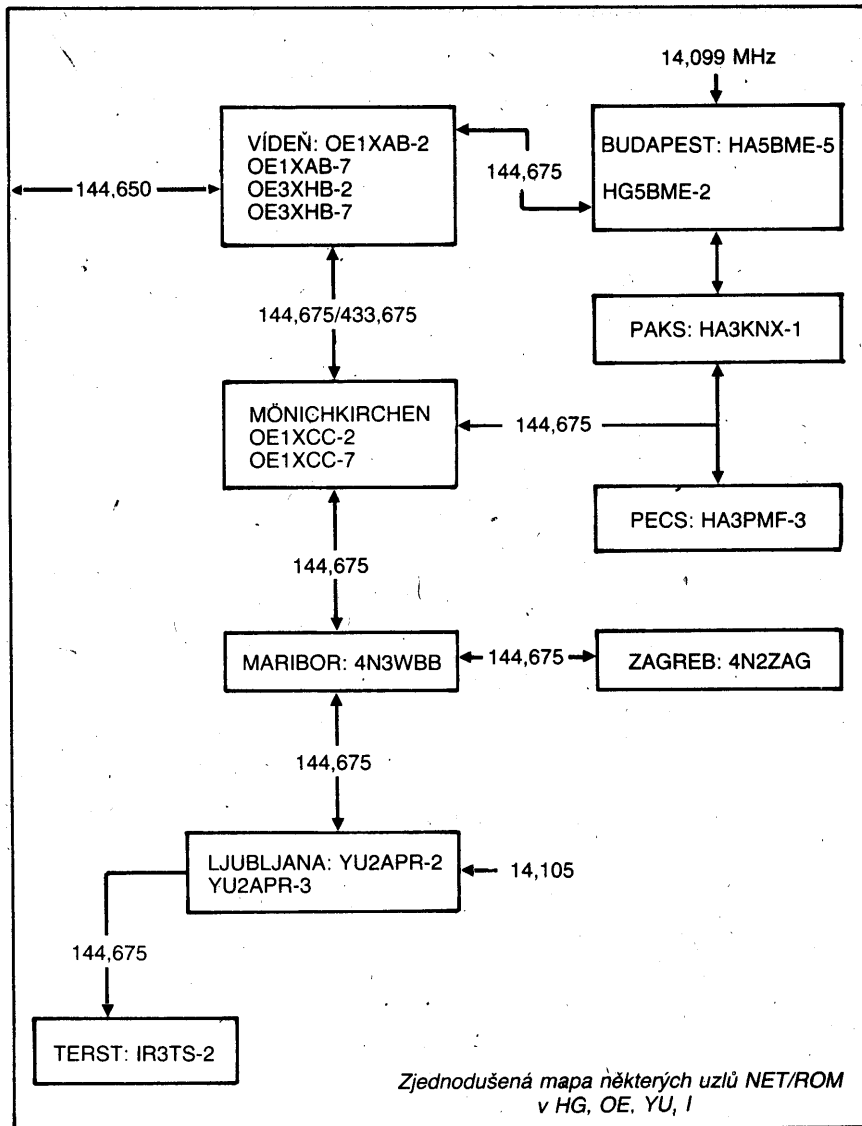 14,099 MHz
VÍDEŇ: OE1XAB-2
OE1XAB-7
OE3XHB-2
OE3XHB-7
BUDAPEST: HA5BME-5
HG5BME-2
144,675
144,650
144,675/433,675
PAKS: HA3KNX-1
MÖNICHKIRCHEN
OE1XCC-2
OE1XCC-7
144,675
PECS: HA3PMF-3
144,675
MARIBOR: 4N3WBB
144,675
ZAGREB: 4N2ZAG
144,675
LJUBLJANA: YU2APR-2
YU2APR-3
14,105
144,675
TERST: IR3TS-2
Zjednodušená mapa některých uzlů NET/ROM
v HG, OE, YU, I